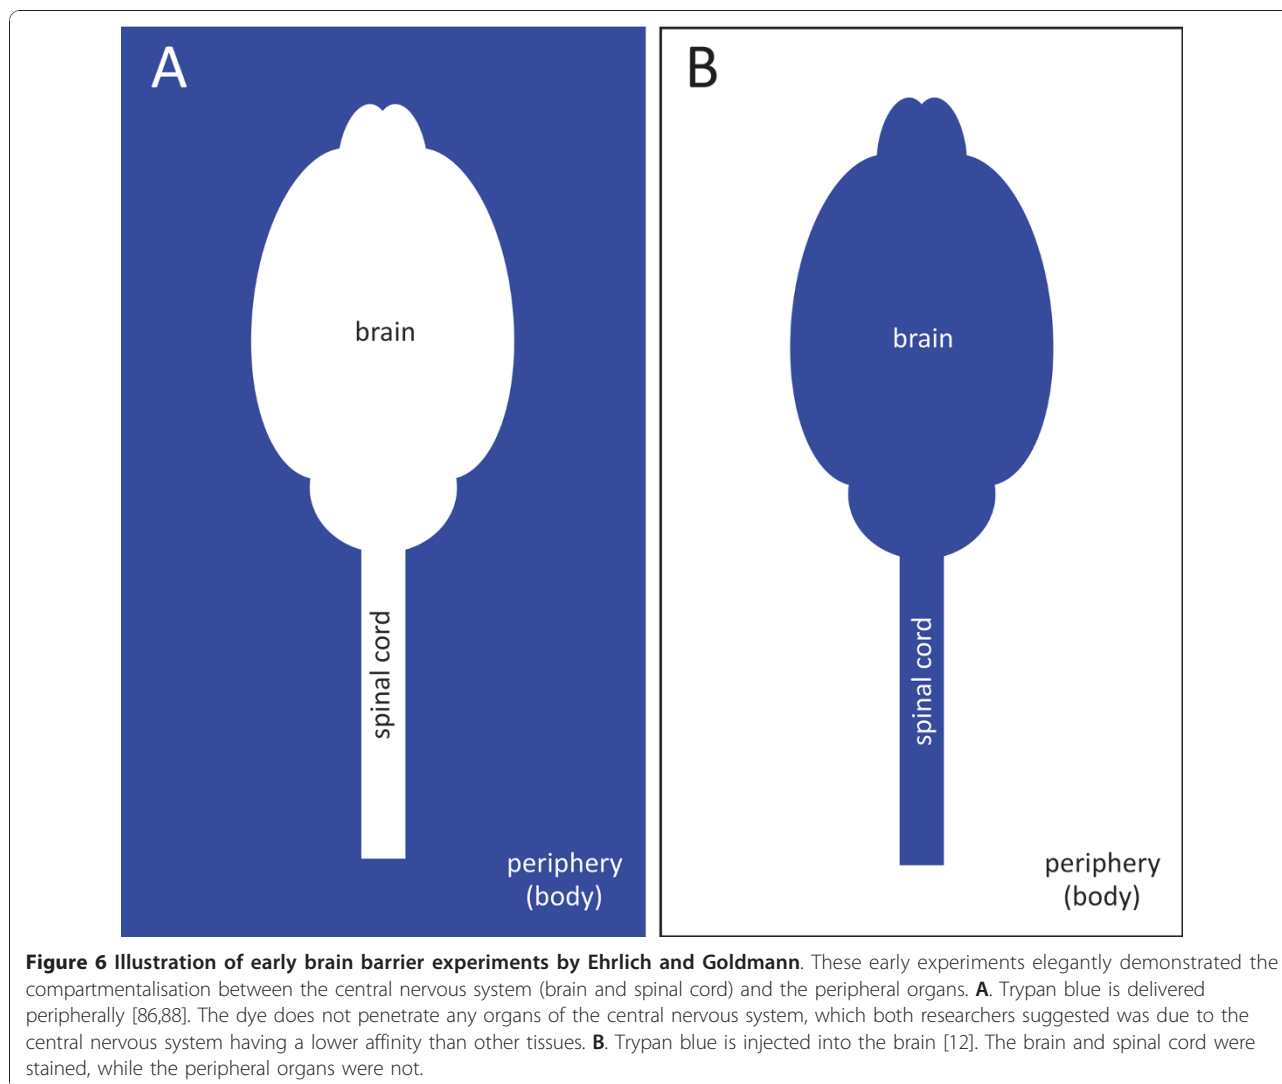 A
brain
spinal cord
periphery
(body)
B
brain
spinal cord
periphery
(body)
Figure 6 Illustration of early brain barrier experiments by Ehrlich and Goldmann. These early experiments elegantly demonstrated the
compartmentalisation between the central nervous system (brain and spinal cord) and the peripheral organs. A. Trypan blue is delivered
peripherally [86,88]. The dye does not penetrate any organs of the central nervous system, which both researchers suggested was due to the
central nervous system having a lower affinity than other tissues. B. Trypan blue is injected into the brain [12]. The brain and spinal cord were
stained, while the peripheral organs were not.